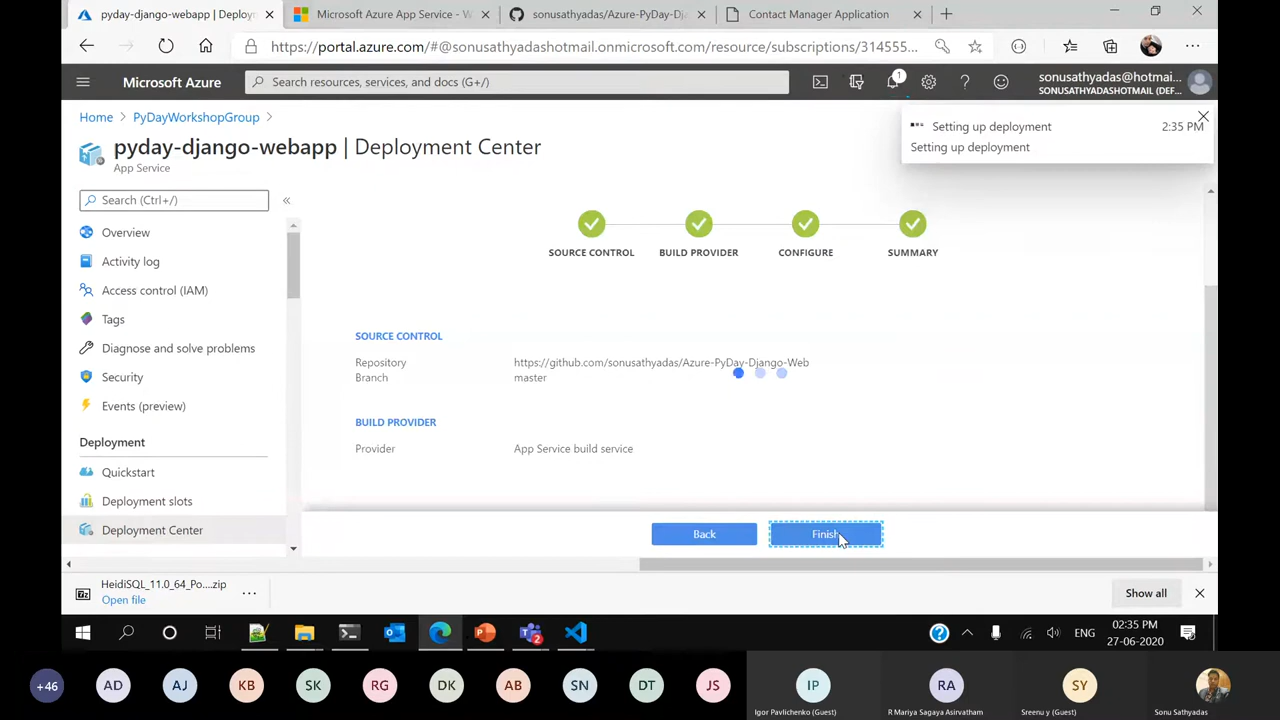 pyday-django-webapp | Deploym
Microsoft Azure App Service - W
sonusathyadas/Azure-PyDay-Dj
Contact Manager Application
https://portal.azure.com/#@sonusathyadashotmail.onmicrosoft.com/resource/subscriptions/314555...
Microsoft Azure
Search resources, services, and docs (G+/)
1
sonusathyadas@hotmai...
SONUSATHYADASHOTMAIL (DEF...
Home > PyDayWorkshopGroup >
Setting up deployment
2:35 PM
Setting up deployment
pyday-django-webapp | Deployment Center
App Service
Search (Ctrl+/)
«
Overview
Activity log
Access control (IAM)
Tags
Diagnose and solve problems
Security
Events (preview)
Deployment
Quickstart
Deployment slots
Deployment Center
SOURCE CONTROL
BUILD PROVIDER
CONFIGURE
SUMMARY
SOURCE CONTROL
Repository https://github.com/sonusathyadas/Azure-PyDay-Django-Web
Branch master
BUILD PROVIDER
Provider App Service build service
Back
Finish
HeidiSQL_11.0_64_Po....zip
Open file
Show all
2
ENG
02:35 PM
27-06-2020
+46
AD
AJ
KB
SK
RG
DK
AB
SN
DT
JS
IP
Igor Pavlichenko (Guest)
RA
R Mariya Sagaya Asirvatham
SY
Sreenu y (Guest)
Sonu Sathyadas